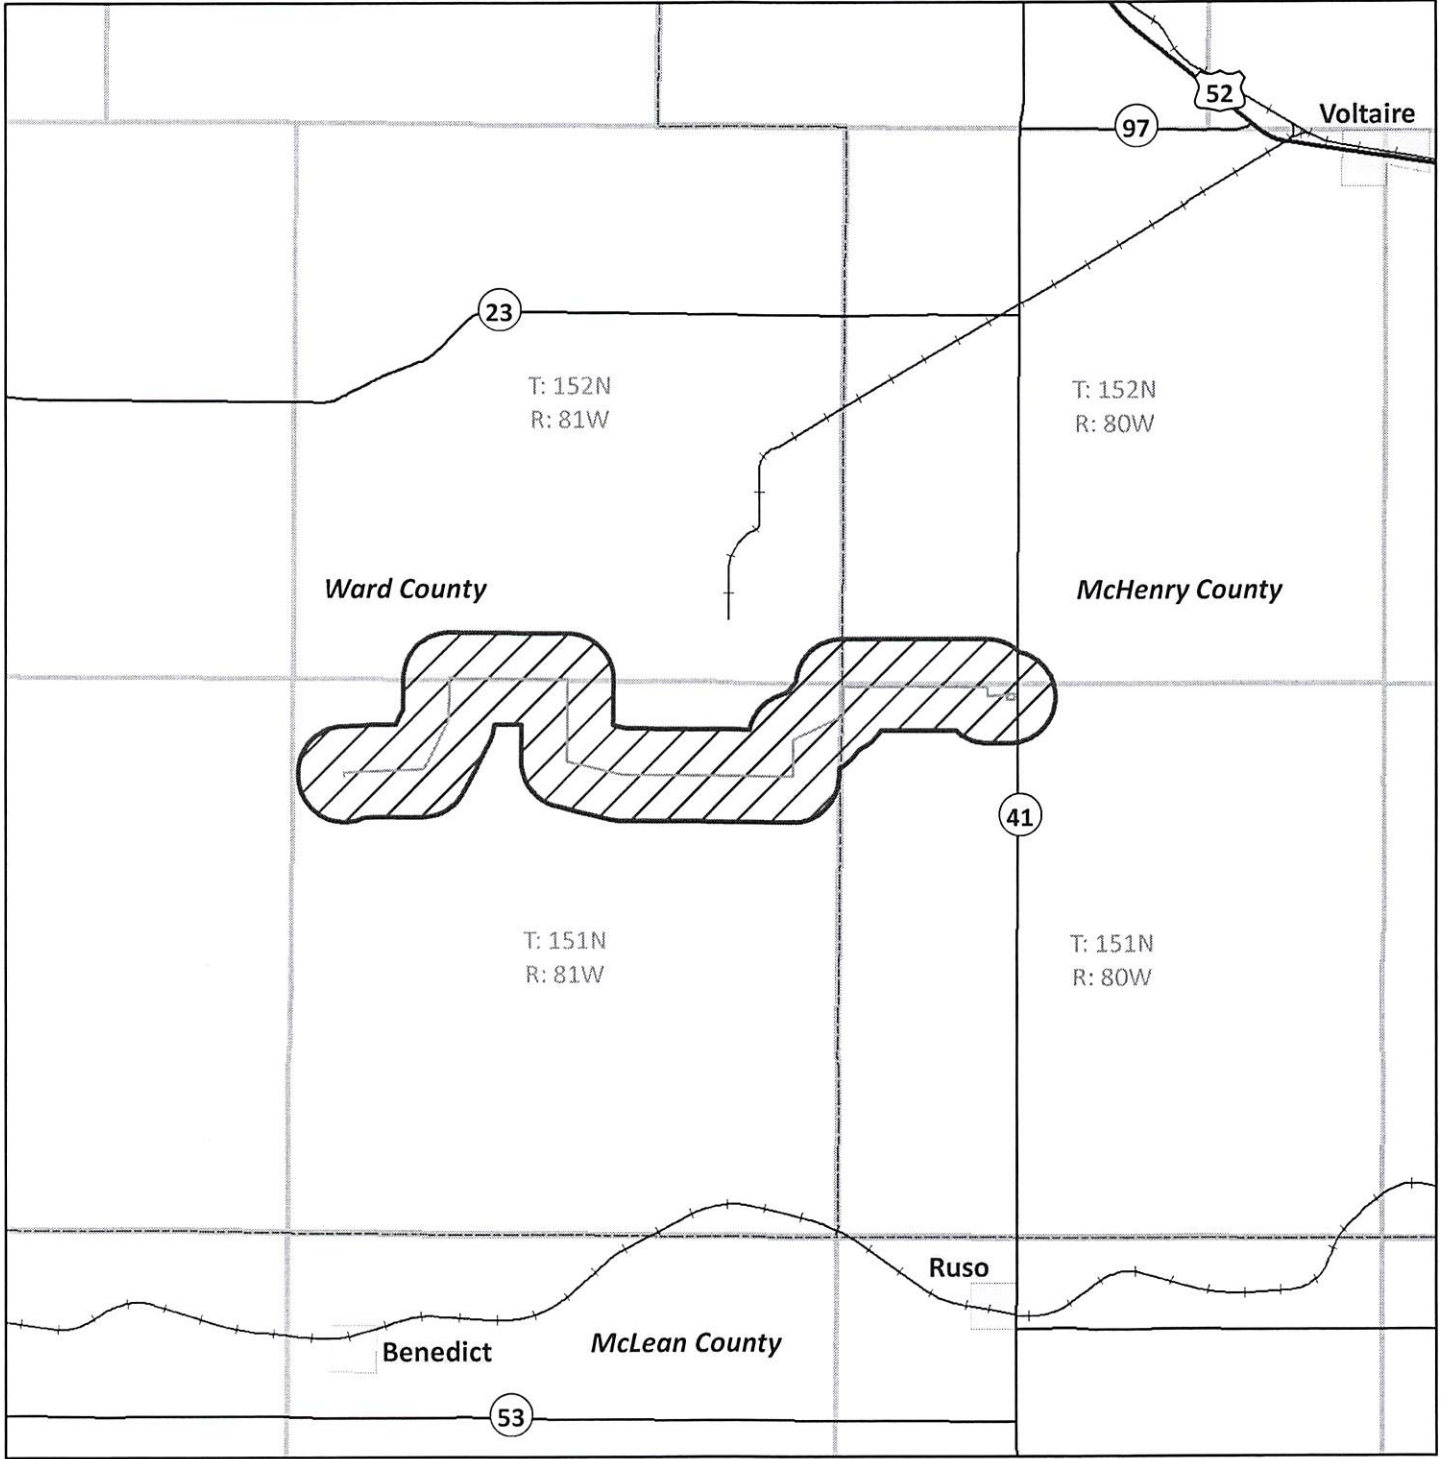 52
Voltaire
97
23
T: 152N
R: 81W
T: 152N
R: 80W
Ward County
McHenry County
41
T: 151N
R: 81W
T: 151N
R: 80W
Ruso
McLean County
Benedict
53